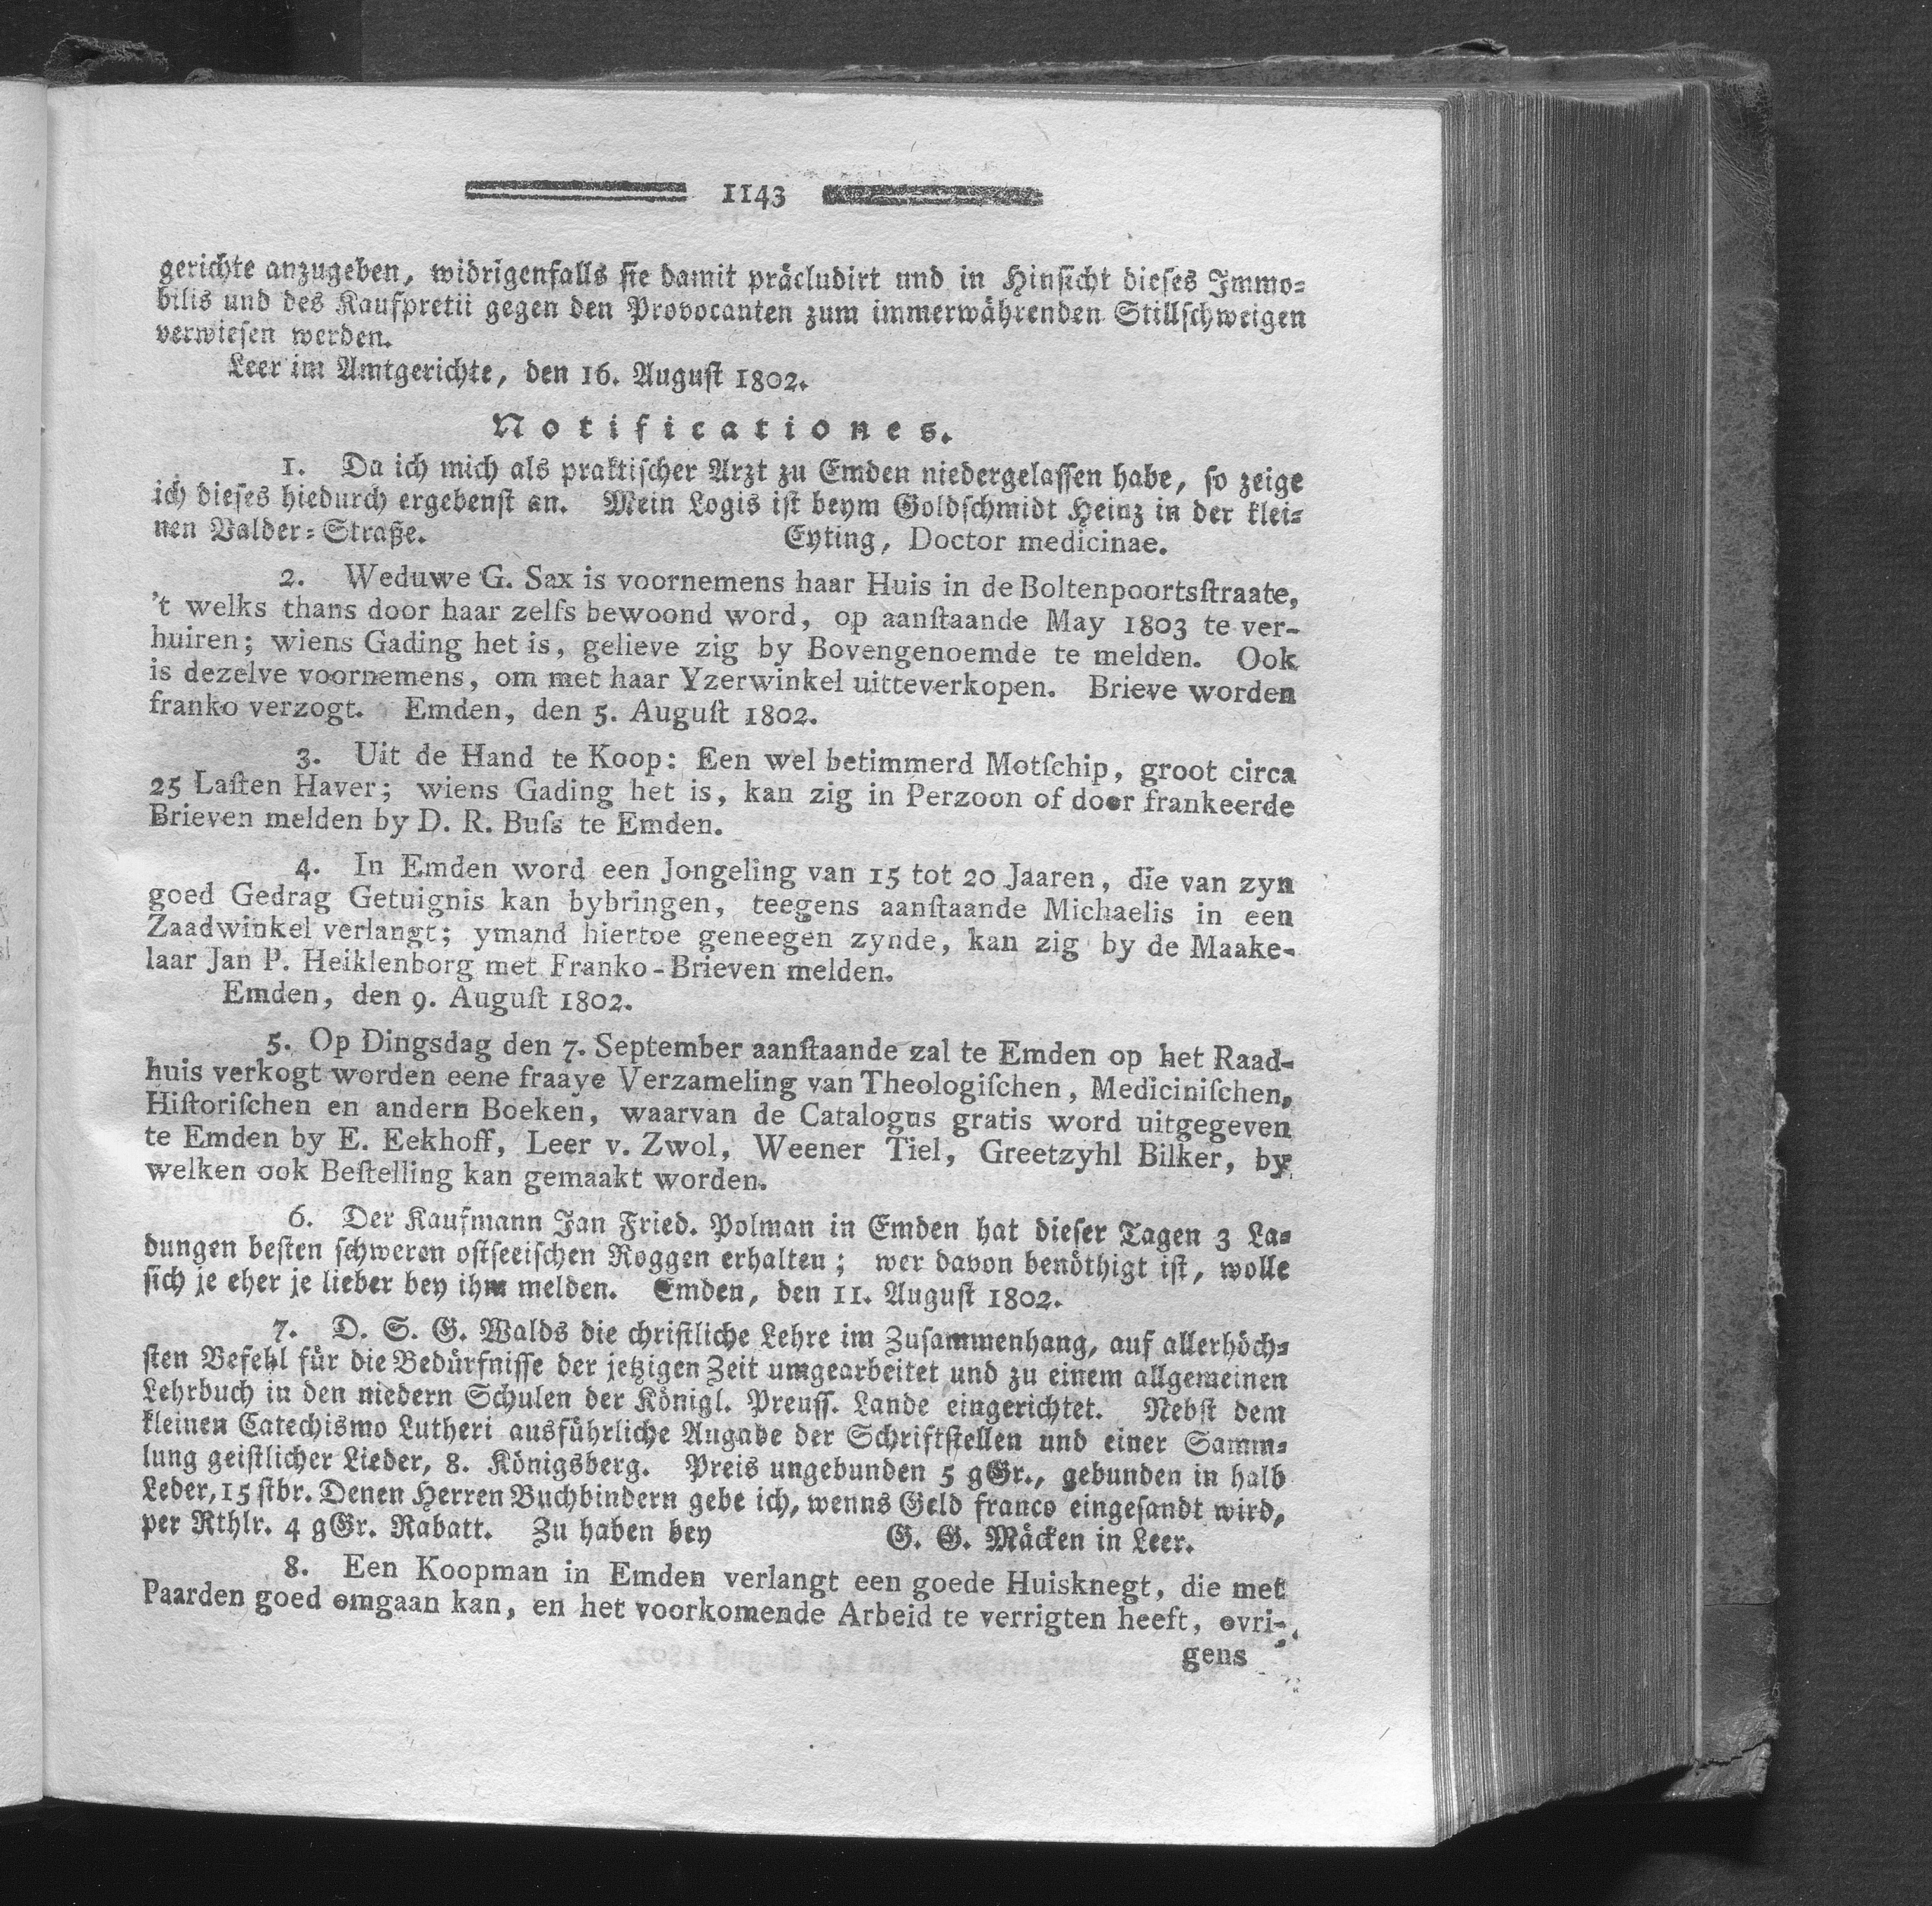 1143
gerichte anzugeben, widrigenfalls sie damit präcludirt und in Hinsicht dieses Immo=
bilis und des Kaufpretii gegen den Provocanten zum immerwährenden Stillschweigen
verwiesen werden.
Leer im Amtgerichte, den 16. August 1802.
Notificationes.
1. Da ich mich als praktischer Arzt zu Emden niedergelassen habe, so zeige
ich dieses hiedurch ergebenst an. Mein Logis ist beym Goldschmidt Heinz in der klei=
nen Valder=Straße. Eyting, Doctor medicinae.
2. Weduwe G. Sax is voornemens haar Huis in de Boltenpoortsſtraate,
't welks thans door haar zelfs bewoond word, op aanſtaande May 1803 te ver-
huiren; wiens Gading het is, gelieve zig by Bovengenoemde te melden. Ook
is dezelve voornemens, om met haar Yzerwinkel uitteverkopen. Brieve worden
franko verzogt. Emden, den 5. Auguſt 1802.
3. Uit de Hand te Koop: Een wel betimmerd Motſchip, groot circa
25 Laſten Haver; wiens Gading het is, kan zig in Perzoon of door frankeerde
Brieven melden by D. R. Buſs te Emden.
4. In Emden word een Jongeling van 15 tot 20 Jaaren, die van zyn
goed Gedrag Getuignis kan bybringen, teegens aanſtaande Michaelis in een
Zaadwinkel verlangt; ymand hiertoe geneegen zynde, kan zig by de Maake-
laar Jan P. Heiklenborg met Franko-Brieven melden.
Emden, den 9. Auguſt 1802.
5. Op Dingsdag den 7. September aanſtaande zal te Emden op het Raad-
huis verkogt worden eene fraaye Verzameling van Theologiſchen, Mediciniſchen,
Hiſtoriſchen en andern Boeken, waarvan de Catalogus gratis word uitgegeven
te Emden by E. Eekhoff, Leer v. Zwol, Weener Tiel, Greetzyhl Bilker, by
welken ook Beſtelling kan gemaakt worden.
6. Der Kaufmann Jan Fried. Polman in Emden hat dieser Tagen 3 La=
dungen besten schweren ostseeischen Roggen erhalten; wer davon benöthigt ist, wolle
sich je eher je lieber bey ihm melden. Emden, den 11. August 1802.
7. D. S. G. Walds die christliche Lehre im Zusammenhang, auf allerhöch=
sten Befehl für die Bedürfnisse der jetzigen Zeit umgearbeitet und zu einem allgemeinen
Lehrbuch in den niedern Schulen der Königl. Preuss. Lande eingerichtet. Nebst dem
kleinen Catechismo Lutheri ausführliche Angabe der Schriftstellen und einer Samm=
lung geistlicher Lieder, 8. Königsberg. Preis ungebunden 5 gGr., gebunden in halb
Leder, 15 stbr. Denen Herren Buchbindern gebe ich, wenns Geld franco eingesandt wird,
per Rthlr. 4 gGr. Rabatt. Zu haben bey G. G. Mäcken in Leer.
8. Een Koopman in Emden verlangt een goede Huisknegt, die met
Paarden goed omgaan kan, en het voorkomende Arbeid te verrigten heeft, ovri-
gens